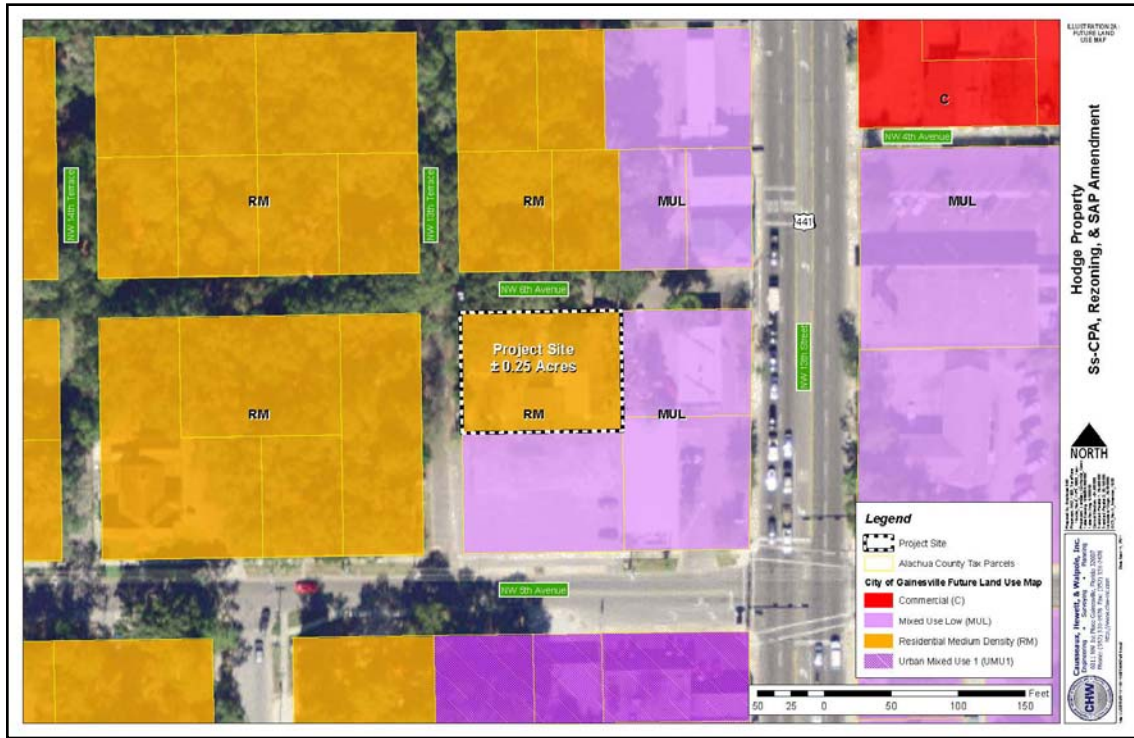 ILLUSTRATION 2A:
FUTURE LAND
USE MAP
Hodge Property
Ss-CPA, Rezoning, & SAP Amendment
C
NW 4th Avenue
NW 14th Terrace
RM
NW 13th Terrace
RM
MUL
441
MUL
NW 6th Avenue
Project Site
± 0.25 Acres
RM
RM
MUL
NW 13th Street
NW 5th Avenue
NORTH
Legend
Project Site
Alachua County Tax Parcels
City of Gainesville Future Land Use Map
Commercial (C)
Mixed Use Low (MUL)
Residential Medium Density (RM)
Urban Mixed Use 1 (UMU1)
Feet
50 25 0 50 100 150
CHW
Causseaux, Hewett, & Walpole, Inc.
Engineering • Surveying • Planning